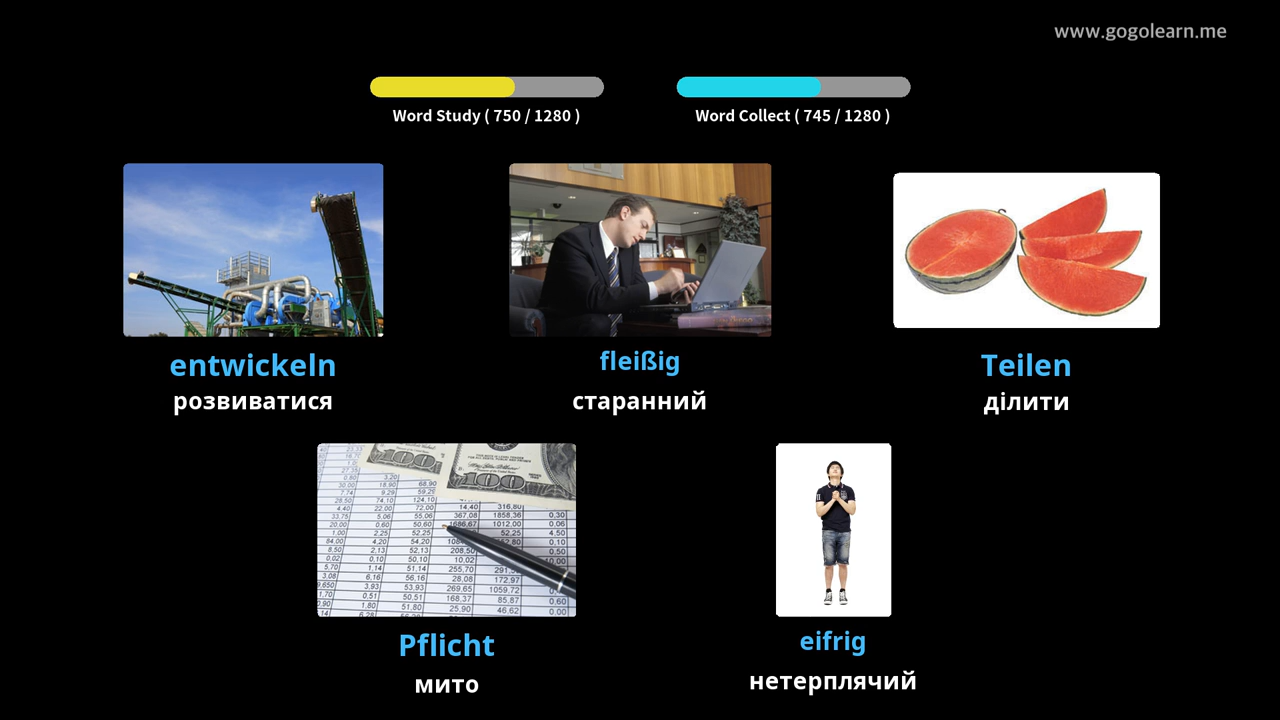 www.gogolearn.me
Word Study ( 750 / 1280 )
Word Collect ( 745 / 1280 )
entwickeln
розвиватися
fleißig
старанний
Teilen
ділити
Pflicht
мито
eifrig
нетерплячий